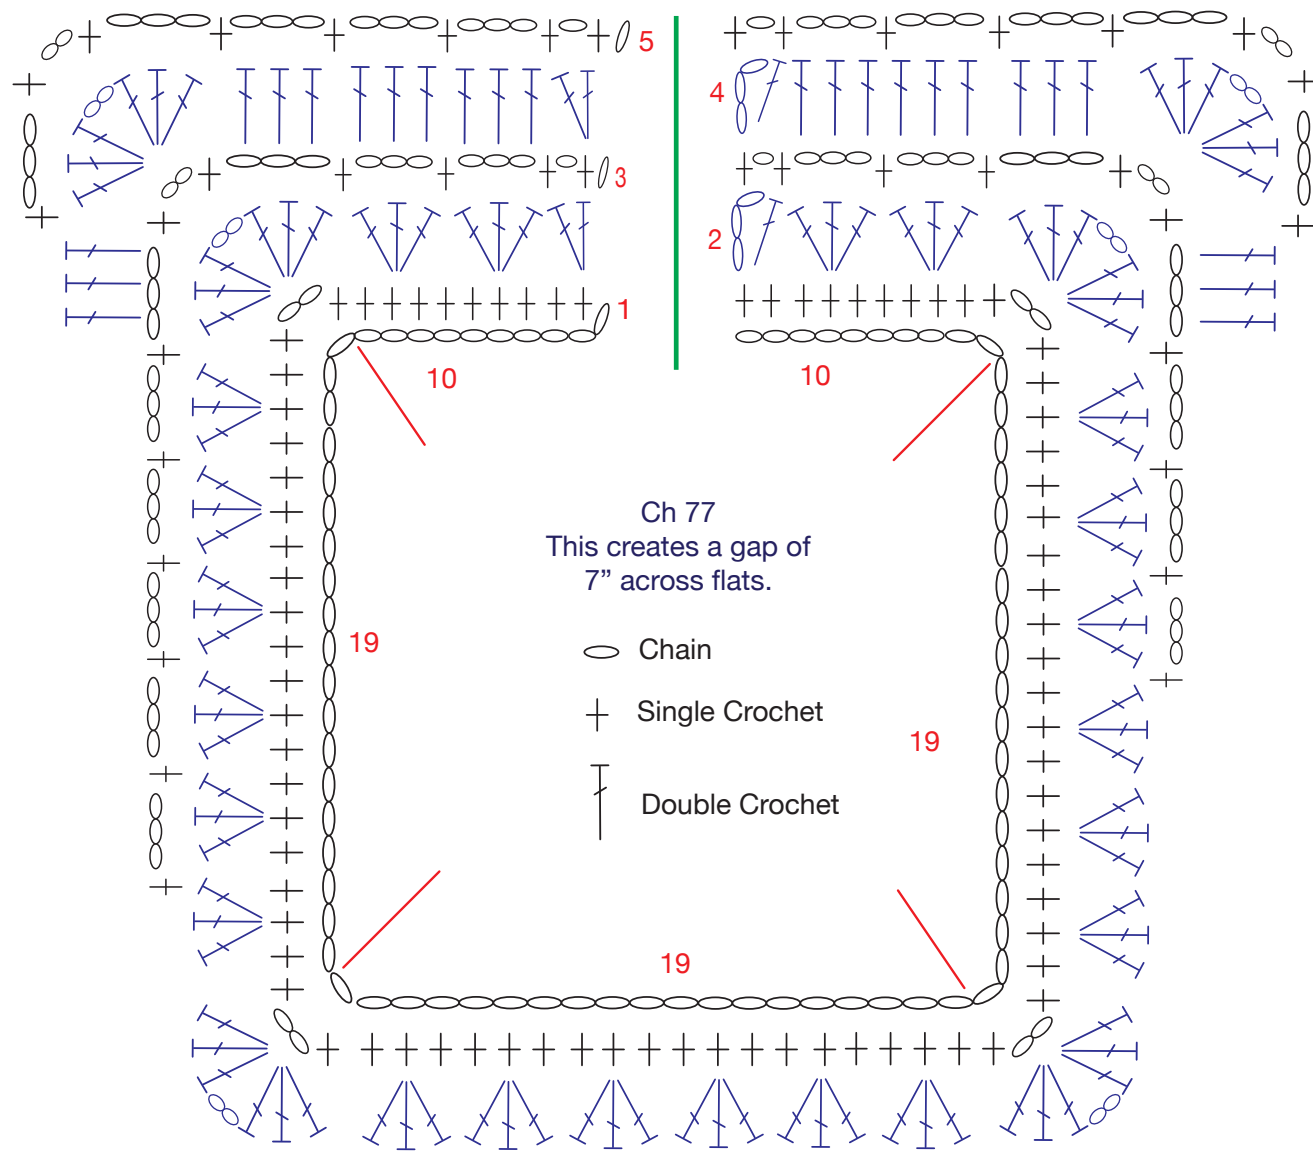 5
4
3
2
1
10
10
Ch 77
This creates a gap of
7” across flats.
Chain
19
Single Crochet
19
Double Crochet
19